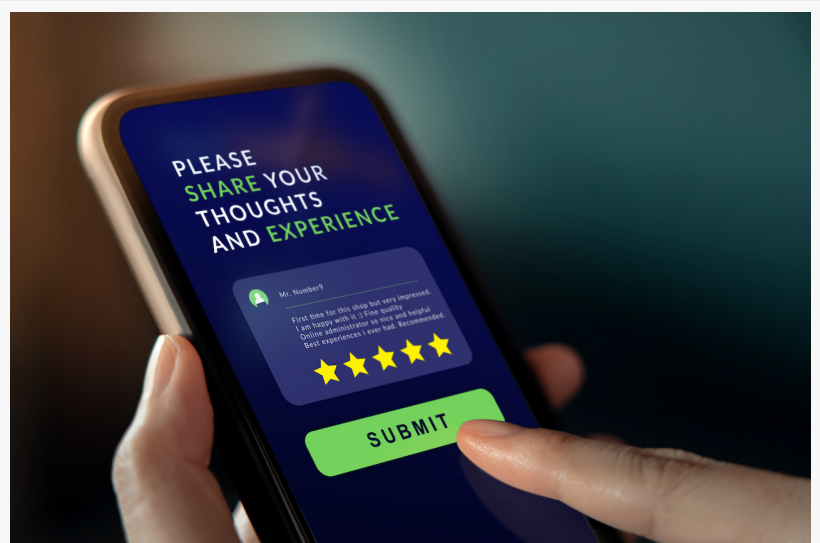 PLEASE
SHARE YOUR
THOUGHTS
AND EXPERIENCE
Mr. Number9
First time for this shop but very impressed.
I am happy with it :) Fine quality
Online administrator so nice and helpful
Best experiences i ever had. Recommended.
SUBMIT